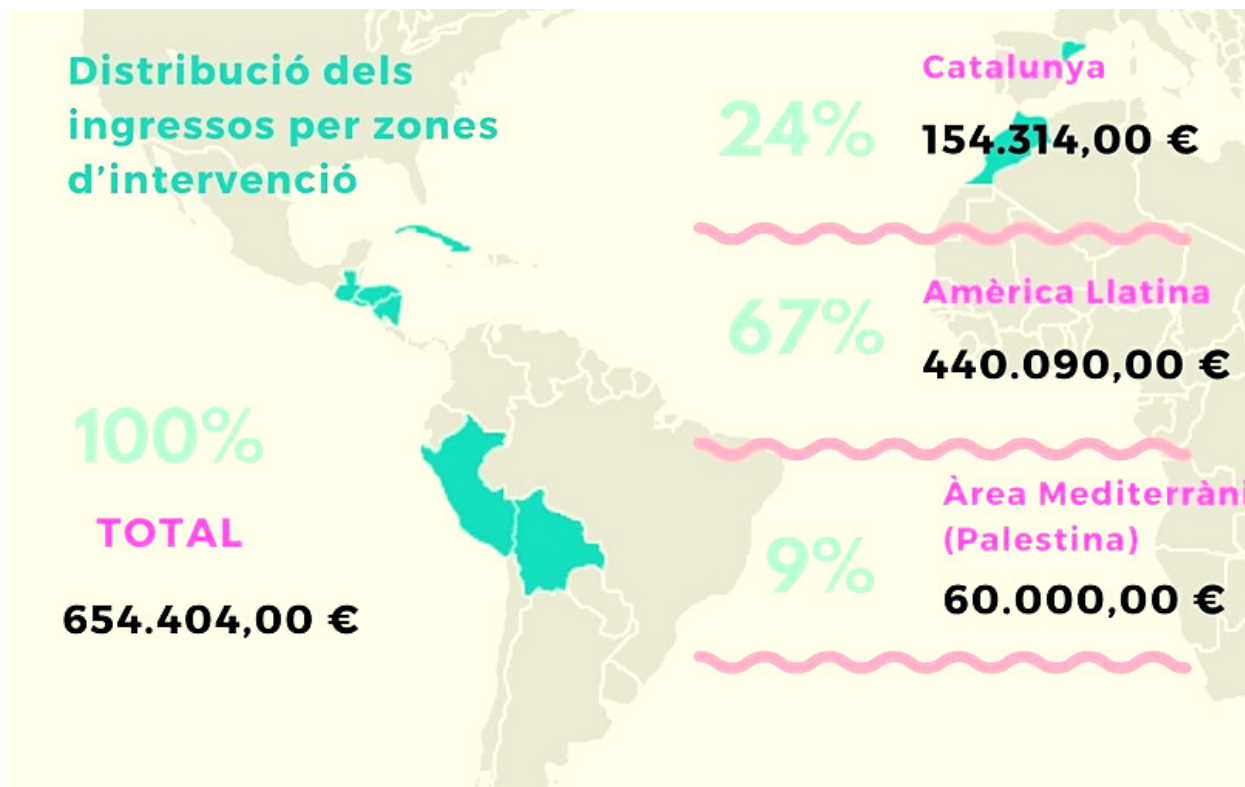 Distribució dels
ingressos per zones
d'intervenció
100%
TOTAL
654.404,00 €
24%
Catalunya
154.314,00 €
67%
Amèrica Llatina
440.090,00 €
9%
Àrea Mediterràni
(Palestina)
60.000,00 €